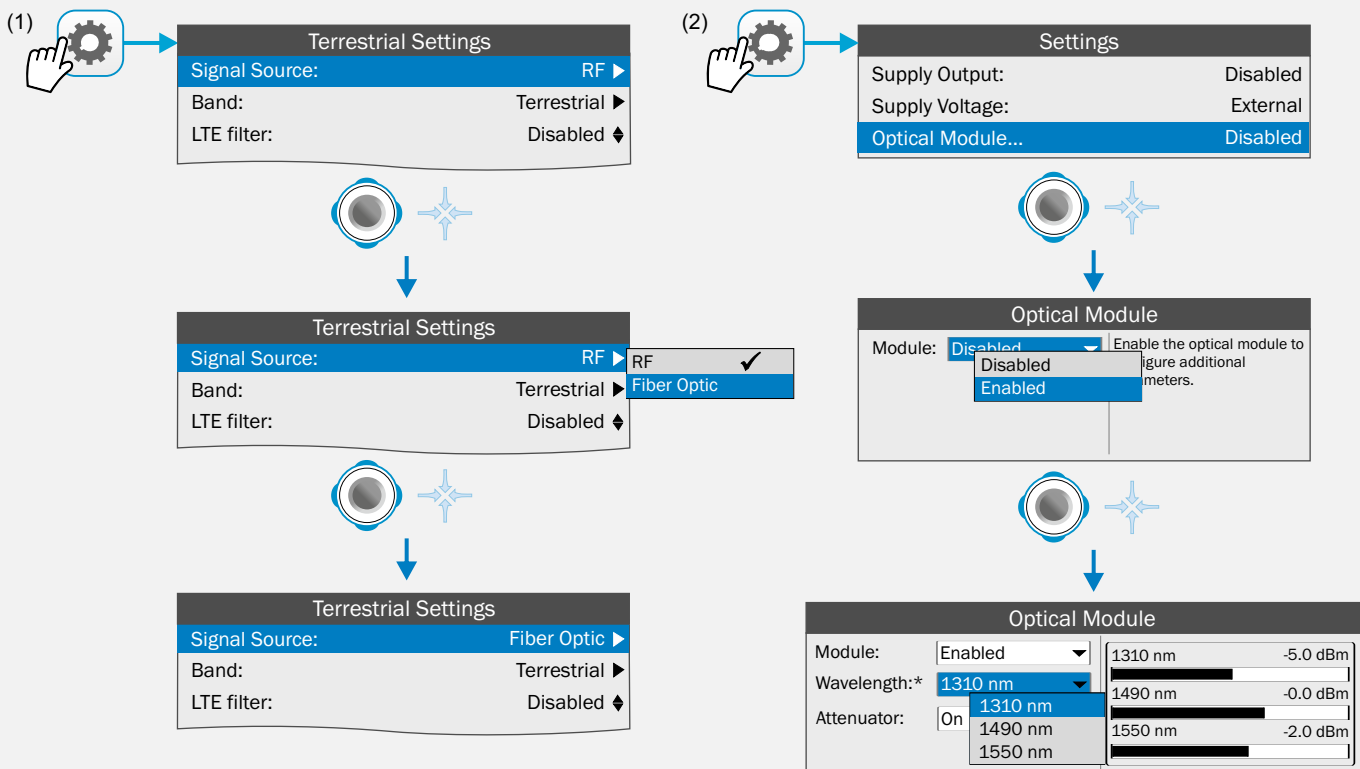 (1)
Terrestrial Settings
Signal Source: RF
Band: Terrestrial
LTE filter: Disabled
Terrestrial Settings
Signal Source: RF
RF
Fiber Optic
Band: Terrestrial
LTE filter: Disabled
Terrestrial Settings
Signal Source: Fiber Optic
Band: Terrestrial
LTE filter: Disabled
(2)
Settings
Supply Output: Disabled
Supply Voltage: External
Optical Module... Disabled
Optical Module
Module: Disabled
Disabled
Enabled
Enable the optical module to
additional
Optical Module
Module: Enabled
Wavelength:* 1310 nm
1310 nm
1490 nm
1550 nm
Attenuator: On
1310 nm -5.0 dBm
1490 nm -0.0 dBm
1550 nm -2.0 dBm